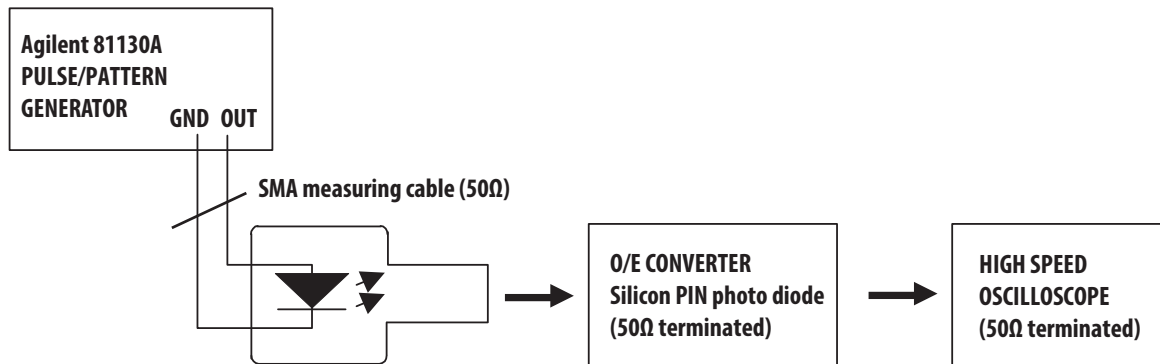 Agilent 81130A
PULSE/PATTERN
GENERATOR
GND OUT
SMA measuring cable (50Ω)
O/E CONVERTER
Silicon PIN photo diode
(50Ω terminated)
HIGH SPEED
OSCILLOSCOPE
(50Ω terminated)